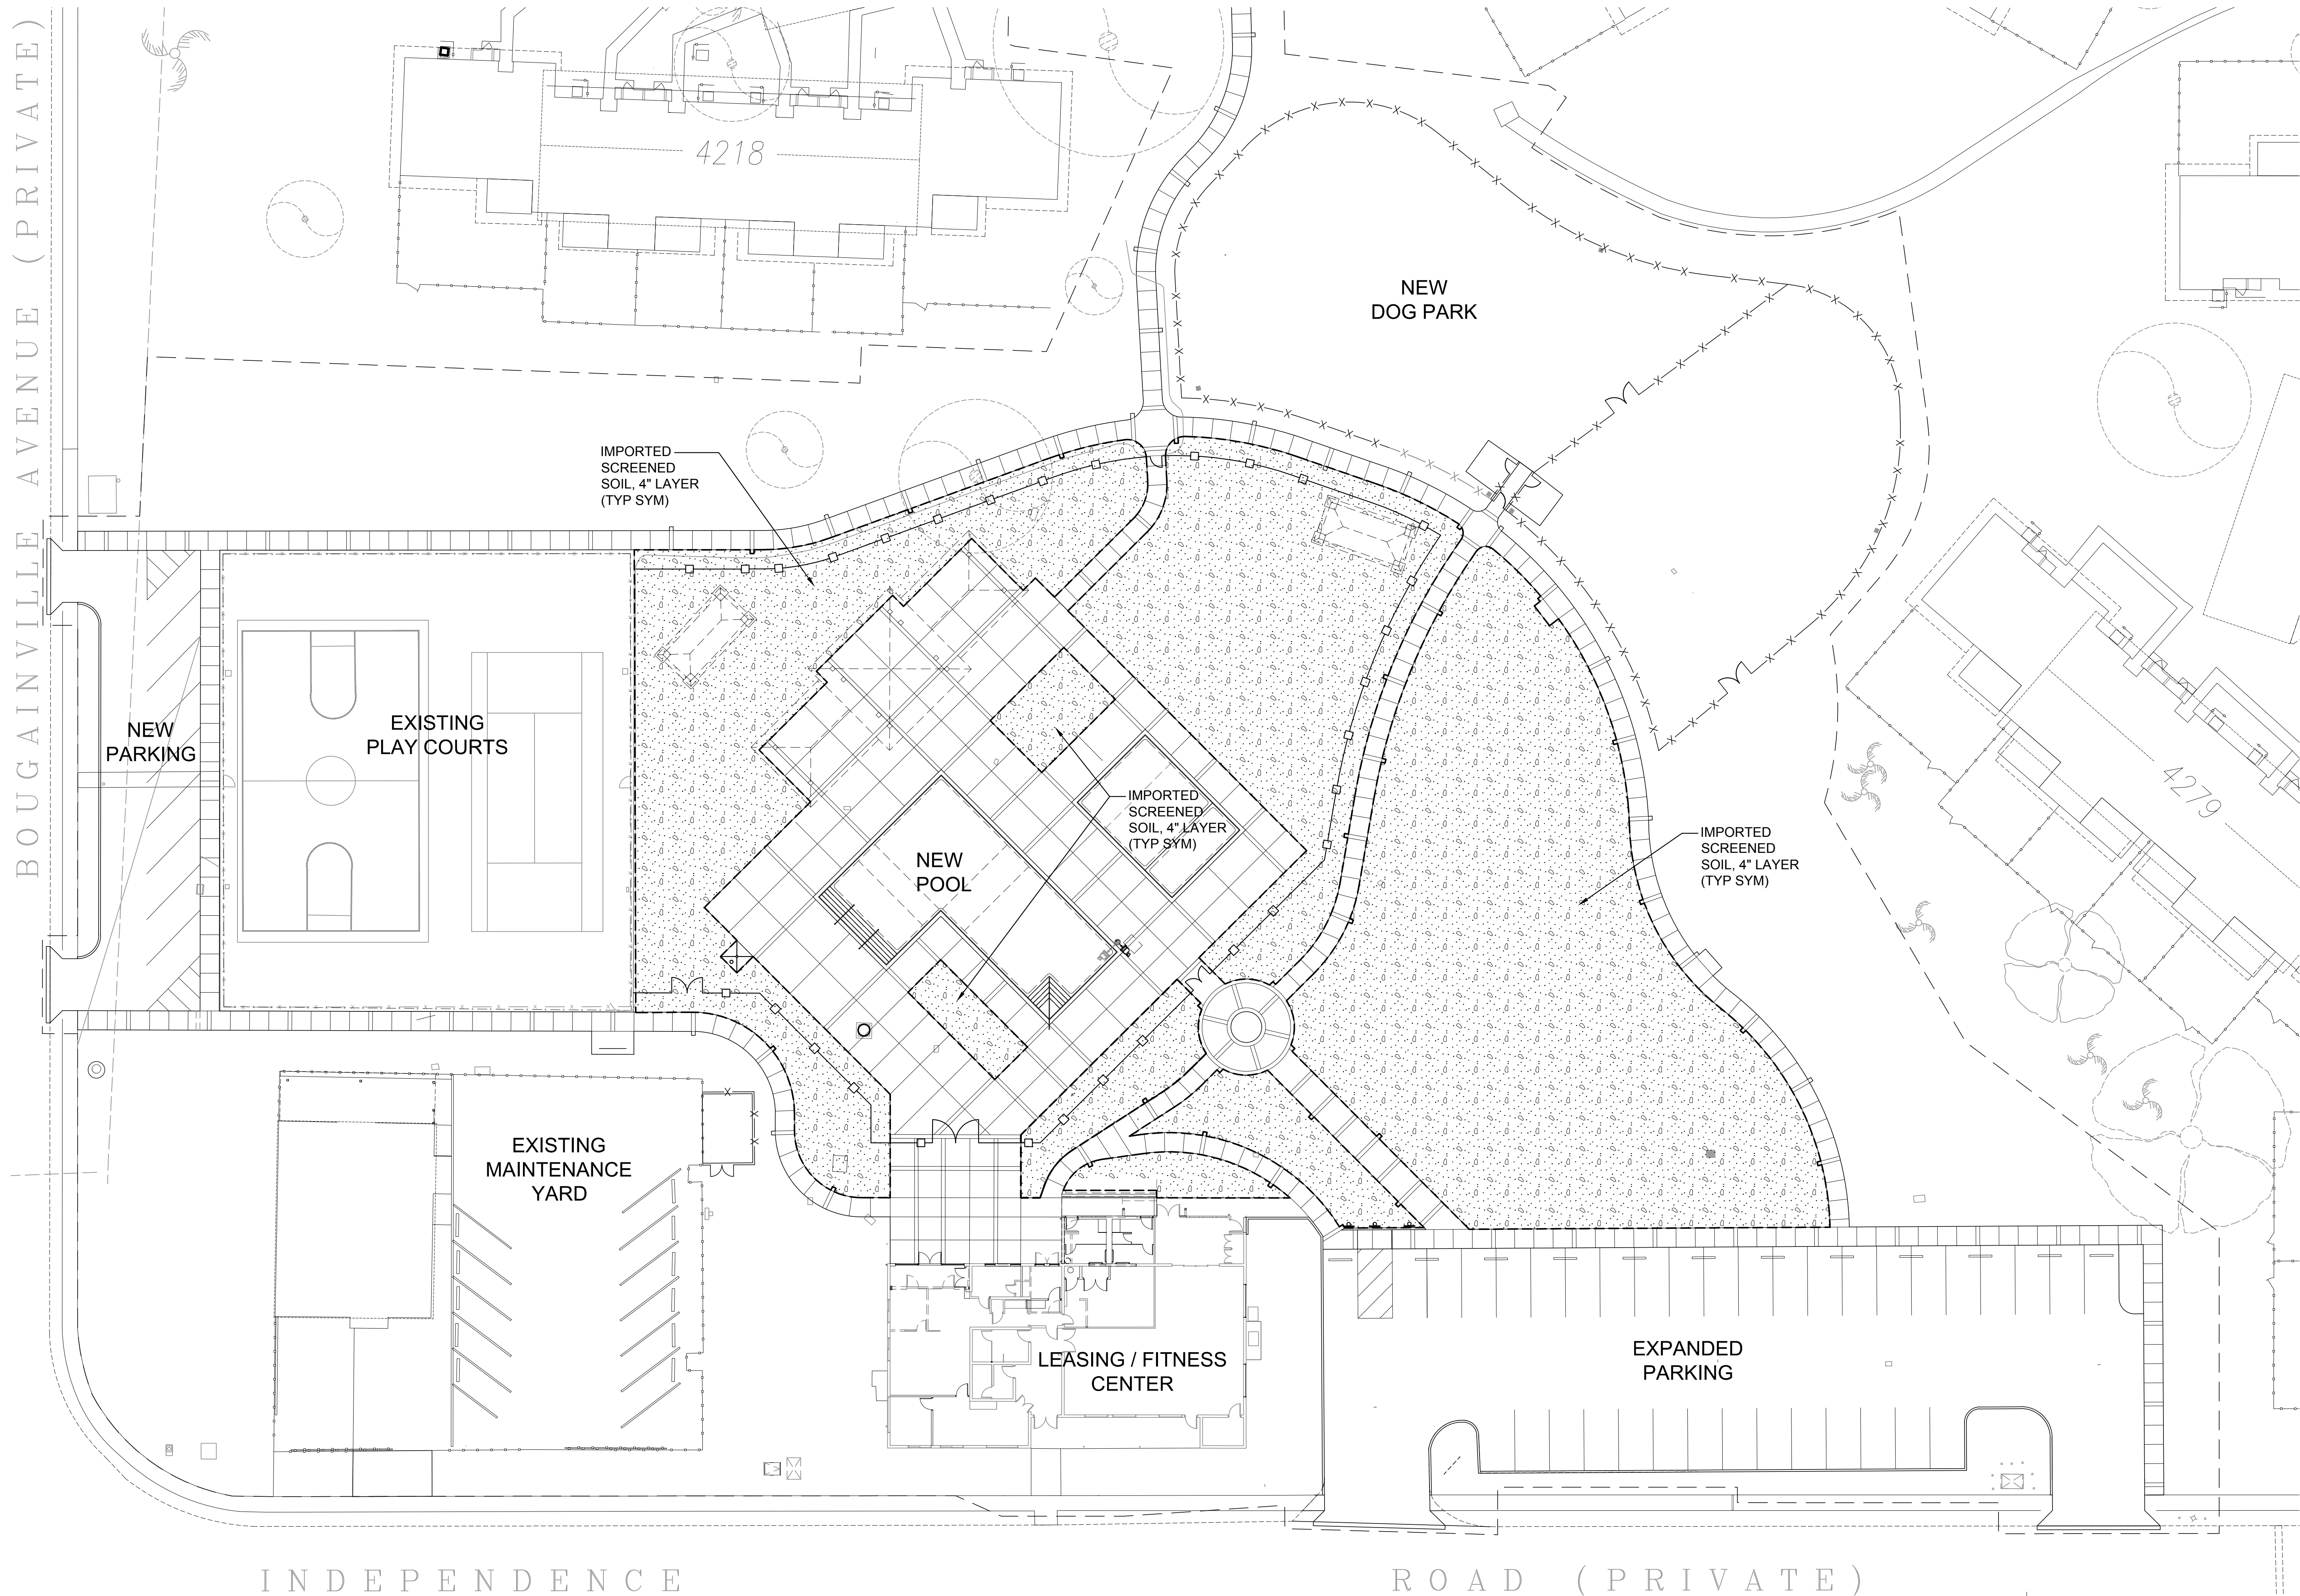 BOUGAINVILLE AVENUE (PRIVATE)
4218
NEW
DOG PARK
IMPORTED
SCREENED
SOIL, 4" LAYER
(TYP SYM)
NEW
PARKING
EXISTING
PLAY COURTS
IMPORTED
SCREENED
SOIL, 4" LAYER
(TYP SYM)
NEW
POOL
IMPORTED
SCREENED
SOIL, 4" LAYER
(TYP SYM)
4279
EXISTING
MAINTENANCE
YARD
LEASING / FITNESS
CENTER
EXPANDED
PARKING
INDEPENDENCE ROAD (PRIVATE)